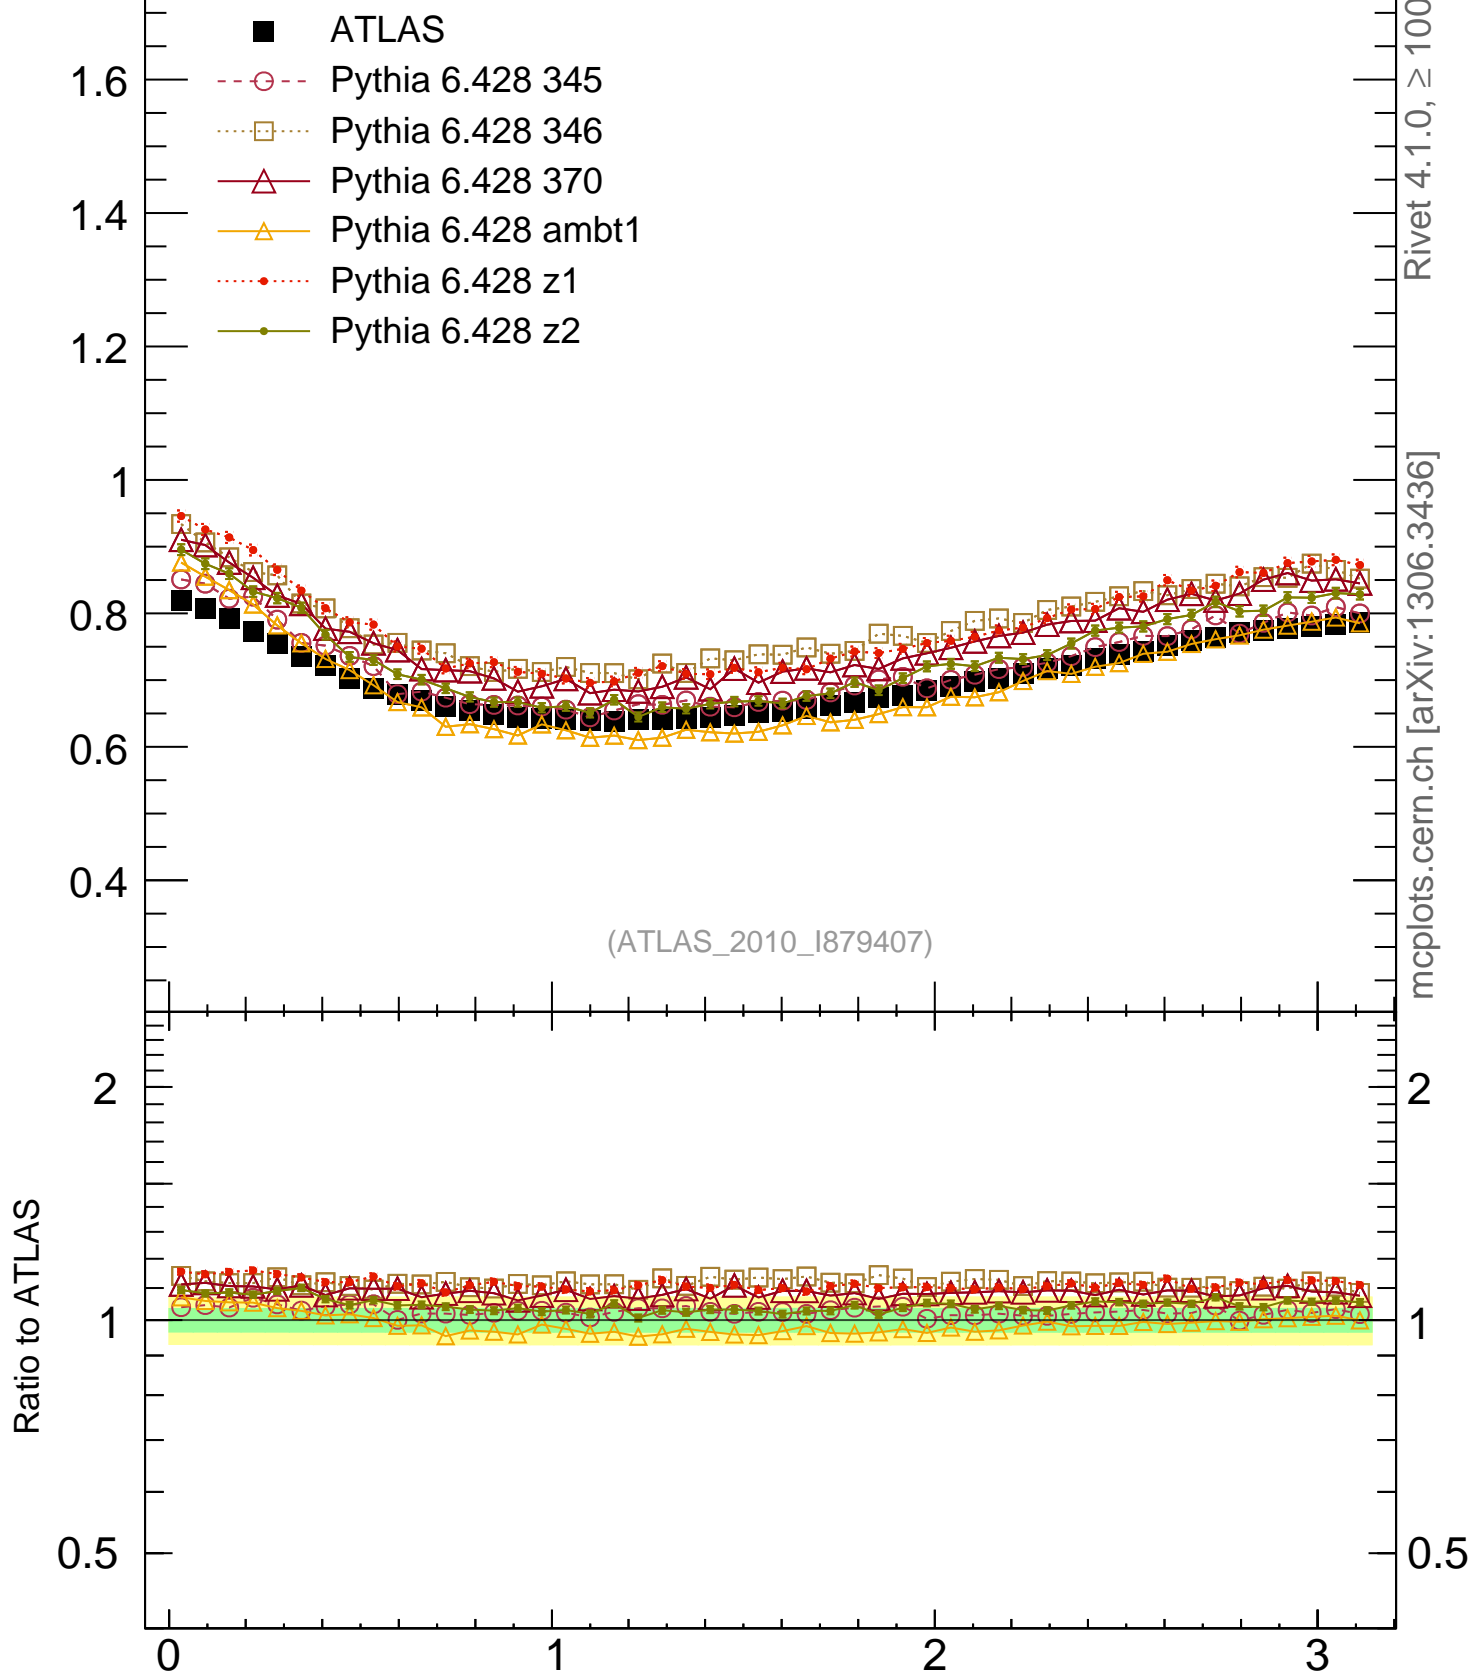 ATLAS
Pythia 6.428 345
Pythia 6.428 346
Pythia 6.428 370
Pythia 6.428 ambt1
Pythia 6.428 z1
Pythia 6.428 z2
1.6
1.4
1.2
1
0.8
0.6
0.4
(ATLAS_2010_I879407)
Rivet 4.1.0, ≥ 100
mcplots.cern.ch [arXiv:1306.3436]
Ratio to ATLAS
2
1
0.5
2
1
0.5
0
1
2
3